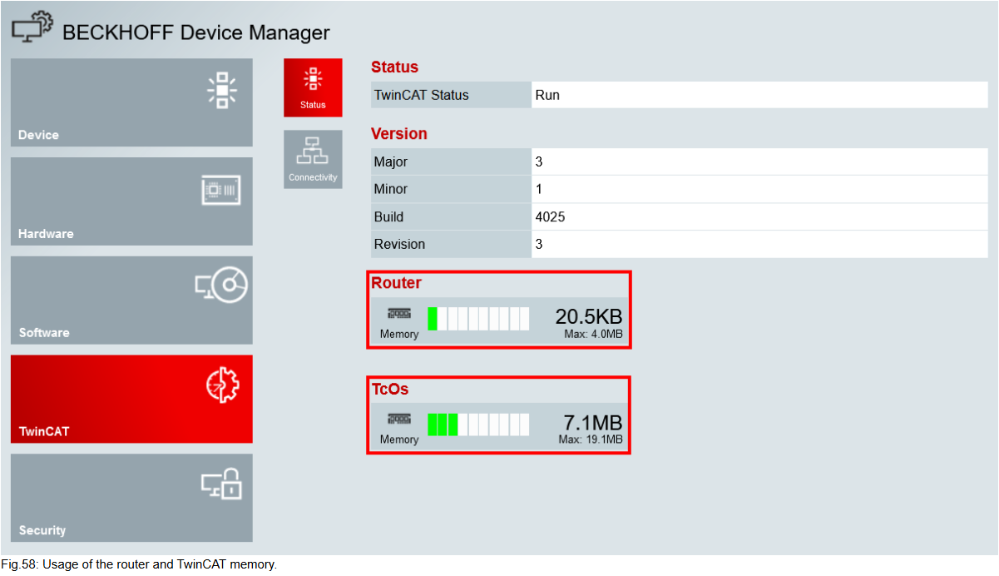 BECKHOFF Device Manager
Device
Hardware
Software
TwinCAT
Security
Status
Connectivity
Status
TwinCAT Status Run
Version
Major 3
Minor 1
Build 4025
Revision 3
Router
Memory
20.5KB
Max: 4.0MB
TcOs
Memory
7.1MB
Max: 19.1MB
Fig.58: Usage of the router and TwinCAT memory.